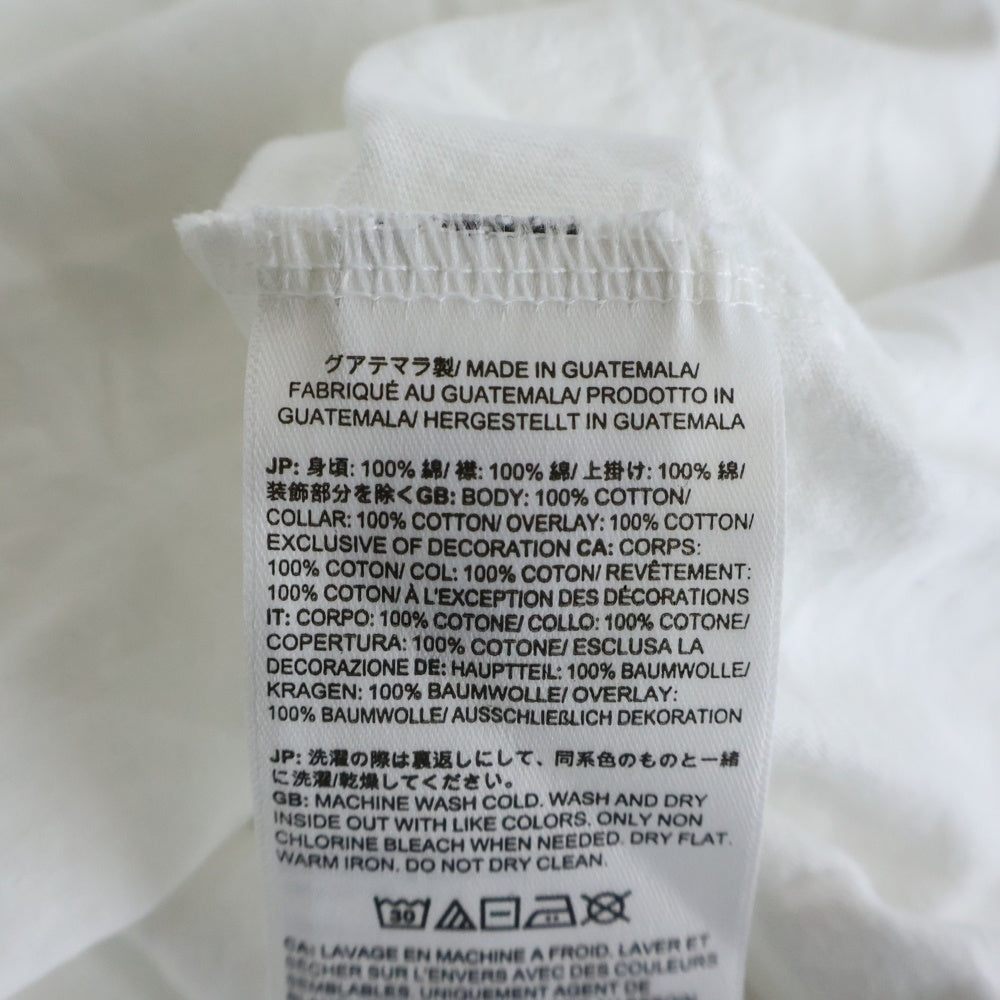 グアテマラ製/ MADE IN GUATEMALA/
FABRIQUÉ AU GUATEMALA/ PRODOTTO IN
GUATEMALA/ HERGESTELLT IN GUATEMALA
JP: 身頃: 100% 綿/ 襟: 100% 綿/ 上掛け: 100% 綿/
装飾部分を除くGB: BODY: 100% COTTON/
COLLAR: 100% COTTON/ OVERLAY: 100% COTTON/
EXCLUSIVE OF DECORATION CA: CORPS:
100% COTON/ COL: 100% COTON/ REVÊTEMENT:
100% COTON/ À L'EXCEPTION DES DÉCORATIONS
IT: CORPO: 100% COTONE/ COLLO: 100% COTONE/
COPERTURA: 100% COTONE/ ESCLUSA LA
DECORAZIONE DE: HAUPTTEIL: 100% BAUMWOLLE/
KRAGEN: 100% BAUMWOLLE/ OVERLAY:
100% BAUMWOLLE/ AUSSCHLIEßLICH DEKORATION
JP: 洗濯の際は裏返しにして、同系色のものと一緒
に洗濯/乾燥してください。
GB: MACHINE WASH COLD. WASH AND DRY
INSIDE OUT WITH LIKE COLORS. ONLY NON
CHLORINE BLEACH WHEN NEEDED. DRY FLAT.
WARM IRON. DO NOT DRY CLEAN.
30
CA: LAVAGE EN MACHINE A FROID. LAVER ET
SÉCHER SUR L'ENVERS AVEC DES COULEURS
SEMBLABLES. UNIQUEMENT AGENT DE